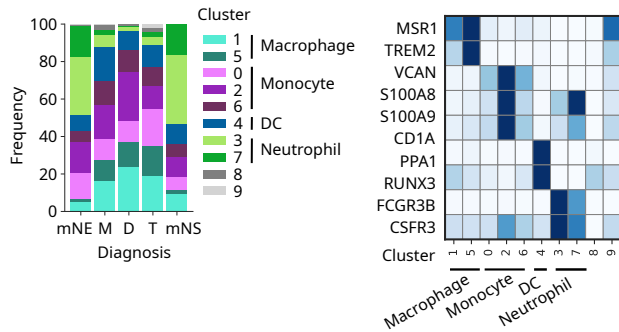 Frequency
100
80
60
40
20
0
mNE M D T mNS
Diagnosis
Cluster
1
5
Macrophage
0
2
6
Monocyte
4
DC
3
7
Neutrophil
8
9
MSR1
TREM2
VCAN
S100A8
S100A9
CD1A
PPA1
RUNX3
FCGR3B
CSFR3
Cluster 1 5 0 2 6 4 3 7 8 9
Macrophage
Monocyte
DC
Neutrophil